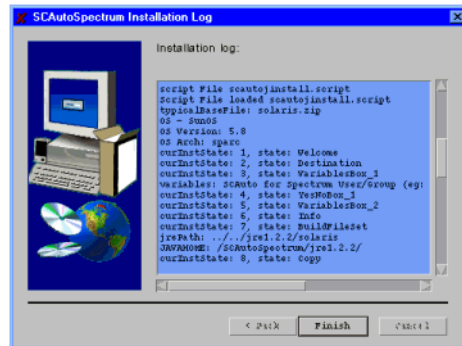 SCAutoSpectrum Installation Log
Installation log:
script File scautojinstall.script
Script File loaded scautojinstall.script
typicalBaseFile: solaris.zip
OS - SunOS
OS Version: 5.8
OS Arch: sparc
curInstState: 1, state: Welcome
curInstState: 2, state: Destination
curInstState: 3, state: VariablesBox_1
variables: SCAuto for Spectrum User/Group (eg:
curInstState: 4, state: YesNoBox_1
curInstState: 5, state: VariablesBox_2
curInstState: 6, state: Info
curInstState: 7, state: BuildFileSet
jrePath: ../../jre1.2.2/solaris
JAVAHOME: /SCAutoSpectrum/jre1.2.2/
curInstState: 8, state: Copy
< Back Finish Cancel